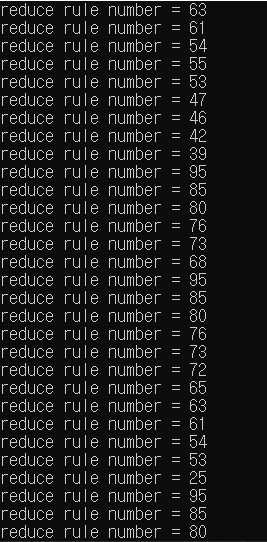 reduce rule number = 63
reduce rule number = 61
reduce rule number = 54
reduce rule number = 55
reduce rule number = 53
reduce rule number = 47
reduce rule number = 46
reduce rule number = 42
reduce rule number = 39
reduce rule number = 95
reduce rule number = 85
reduce rule number = 80
reduce rule number = 76
reduce rule number = 73
reduce rule number = 68
reduce rule number = 95
reduce rule number = 85
reduce rule number = 80
reduce rule number = 76
reduce rule number = 73
reduce rule number = 72
reduce rule number = 65
reduce rule number = 63
reduce rule number = 61
reduce rule number = 54
reduce rule number = 53
reduce rule number = 25
reduce rule number = 95
reduce rule number = 85
reduce rule number = 80